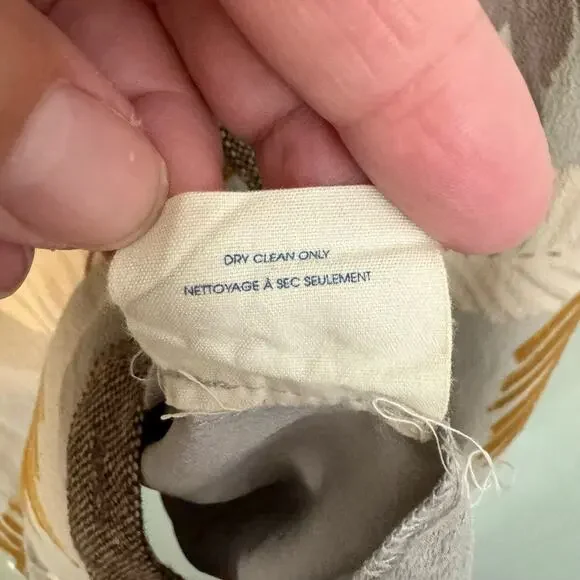 DRY CLEAN ONLY
NETTOYAGE À SEC SEULEMENT